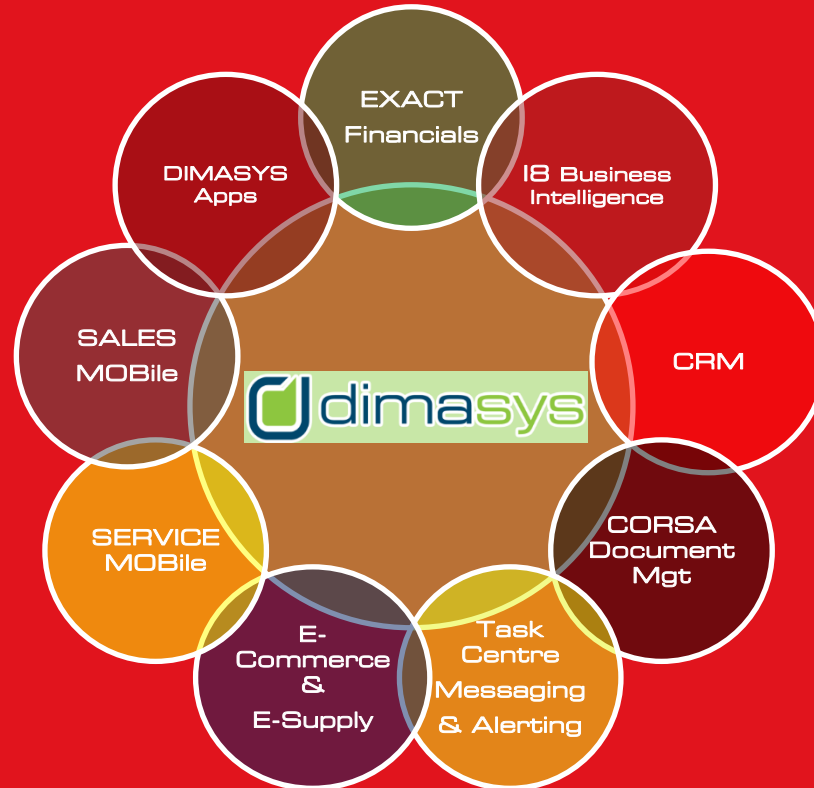 EXACT
Financials
I8 Business
Intelligence
CRM
CORSA
Document
Mgt
Task
Centre
Messaging
& Alerting
E-
Commerce
&
E-Supply
SERVICE
MOBile
SALES
MOBile
DIMASYS
Apps
dimasys